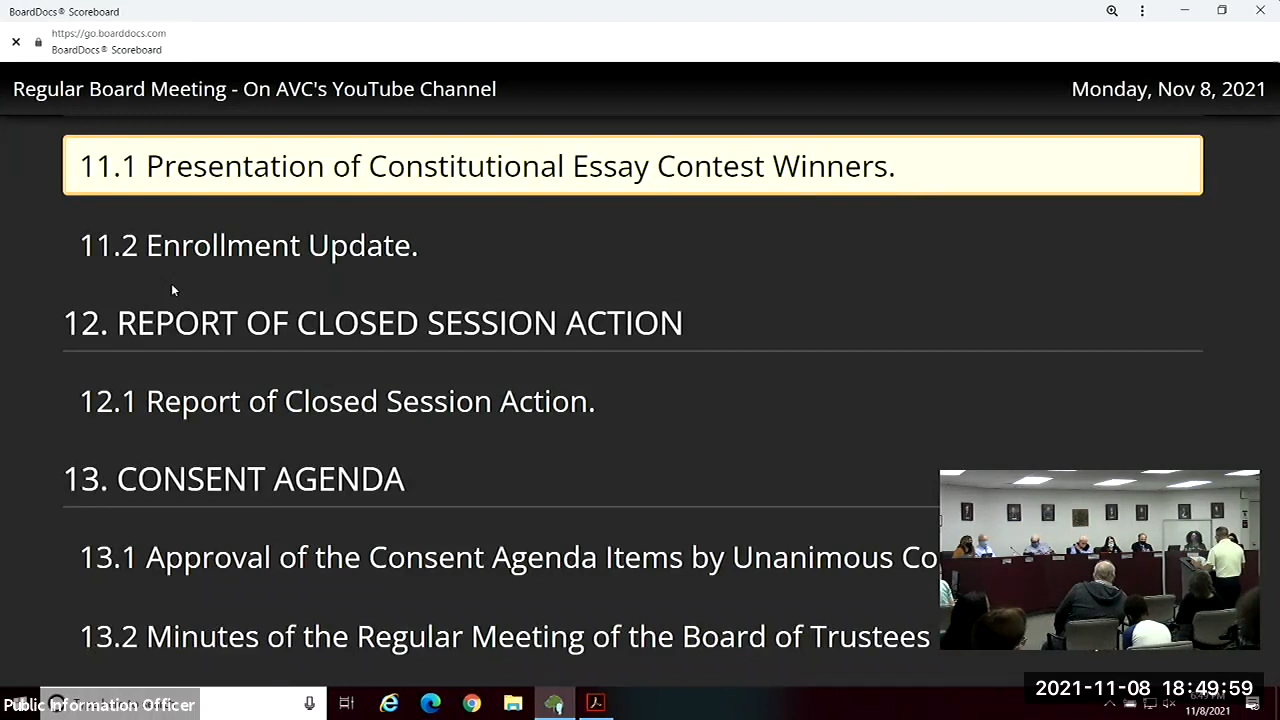 BoardDocs® Scoreboard
https://go.boarddocs.com
BoardDocs® Scoreboard
Regular Board Meeting - On AVC's YouTube Channel
Monday, Nov 8, 2021
11.1 Presentation of Constitutional Essay Contest Winners.
11.2 Enrollment Update.
12. REPORT OF CLOSED SESSION ACTION
12.1 Report of Closed Session Action.
13. CONSENT AGENDA
13.1 Approval of the Consent Agenda Items by Unanimous Co
13.2 Minutes of the Regular Meeting of the Board of Trustees
Public Information Officer
2021-11-08 18:49:59
11/8/2021